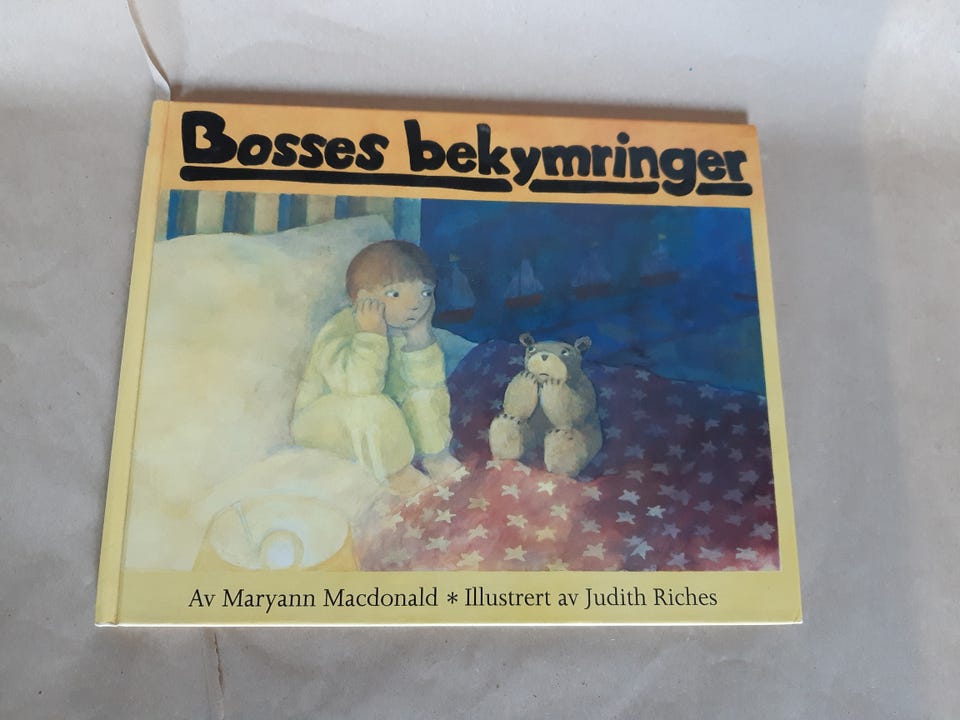 Bosses bekymringer
Av Maryann Macdonald * Illustrert av Judith Riches